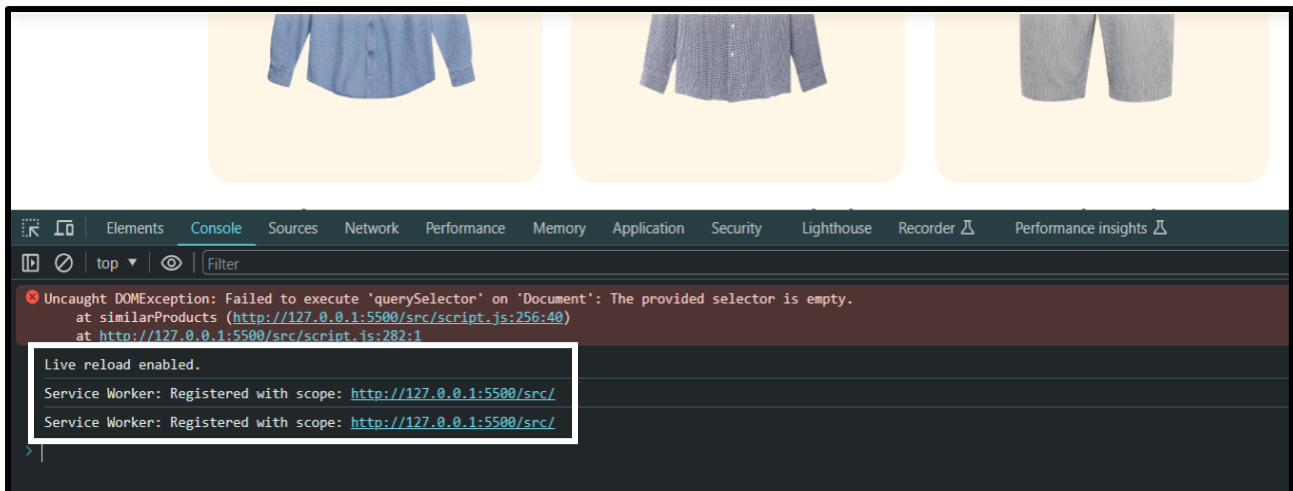 Elements Console Sources Network Performance Memory Application Security Lighthouse Recorder Performance insights
top Filter
Uncaught DOMException: Failed to execute 'querySelector' on 'Document': The provided selector is empty.
at similarProducts (http://127.0.0.1:5500/src/script.js:256:40)
at http://127.0.0.1:5500/src/script.js:282:1
Live reload enabled.
Service Worker: Registered with scope: http://127.0.0.1:5500/src/
Service Worker: Registered with scope: http://127.0.0.1:5500/src/
>